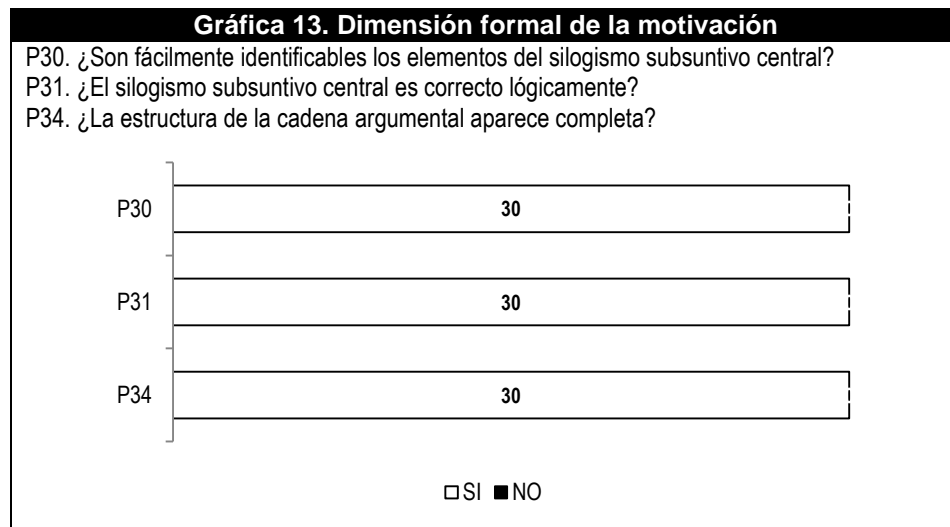 Gráfica 13. Dimensión formal de la motivación
P30. ¿Son fácilmente identificables los elementos del silogismo subsuntivo central?
P31. ¿El silogismo subsuntivo central es correcto lógicamente?
P34. ¿La estructura de la cadena argumental aparece completa?
P30 30
P31 30
P34 30
SI NO